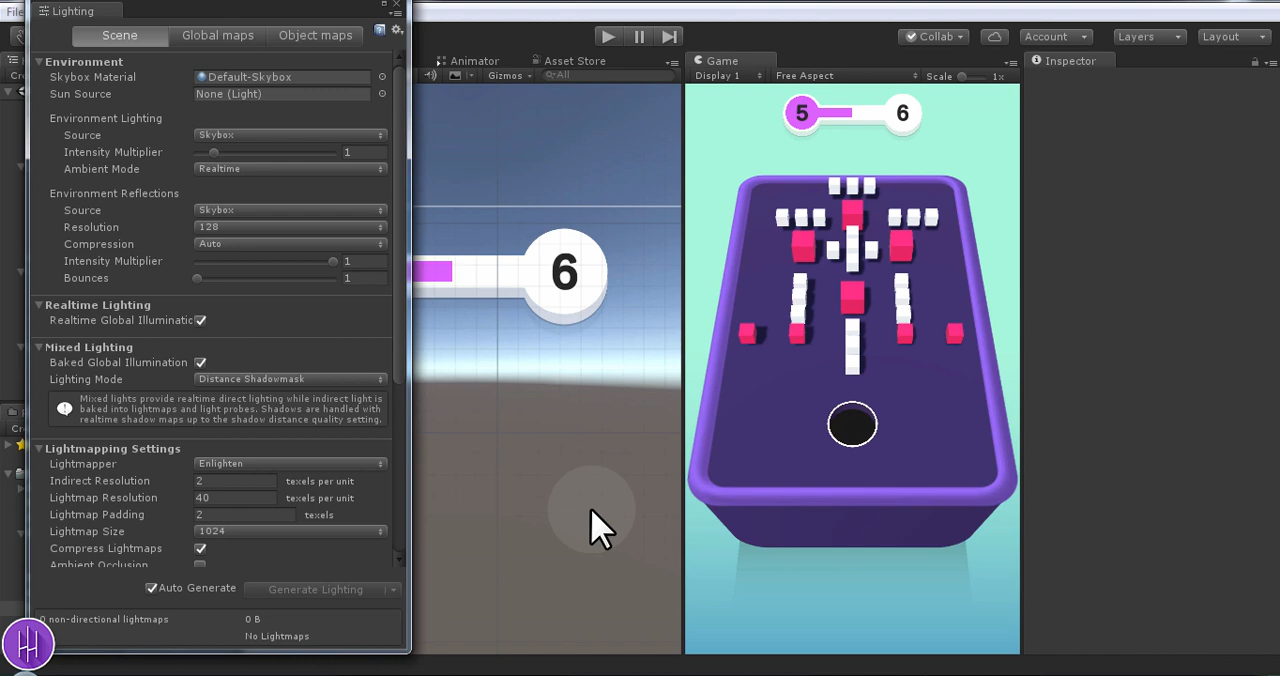 File
Lighting
Scene
Global maps
Object maps
Environment
Skybox Material
Default-Skybox
Sun Source
None (Light)
Environment Lighting
Source
Skybox
Intensity Multiplier
1
Ambient Mode
Realtime
Environment Reflections
Source
Skybox
Resolution
128
Compression
Auto
Intensity Multiplier
1
Bounces
1
Realtime Lighting
Realtime Global Illuminatic
Mixed Lighting
Baked Global Illumination
Lighting Mode
Distance Shadowmask
Mixed lights provide realtime direct lighting while indirect light is
baked into lightmaps and light probes. Shadows are handled with
realtime shadow maps up to the shadow distance quality setting.
Lightmapping Settings
Lightmapper
Enlighten
Indirect Resolution
2
texels per unit
Lightmap Resolution
40
texels per unit
Lightmap Padding
2
texels
Lightmap Size
1024
Compress Lightmaps
Ambient Occlusion
Auto Generate
Generate Lighting
0 non-directional lightmaps
0 B
No Lightmaps
Animator
Asset Store
Gizmos
All
6
Collab
Account
Layers
Layout
Game
Display 1
Free Aspect
Scale
1x
5
6
Inspector